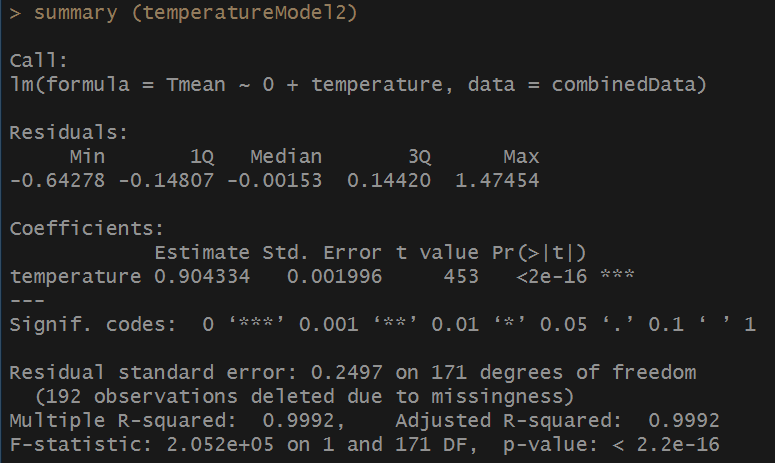 > summary (temperatureModel2)
Call:
lm(formula = Tmean ~ 0 + temperature, data = combinedData)
Residuals:
     Min       1Q   Median       3Q      Max
-0.64278 -0.14807 -0.00153  0.14420  1.47454
Coefficients:
            Estimate Std. Error t value Pr(>|t|)
temperature 0.904334   0.001996     453   <2e-16 ***
---
Signif. codes:  0 ‘***’ 0.001 ‘**’ 0.01 ‘*’ 0.05 ‘.’ 0.1 ‘ ’ 1
Residual standard error: 0.2497 on 171 degrees of freedom
  (192 observations deleted due to missingness)
Multiple R-squared:  0.9992,    Adjusted R-squared:  0.9992
F-statistic: 2.052e+05 on 1 and 171 DF,  p-value: < 2.2e-16